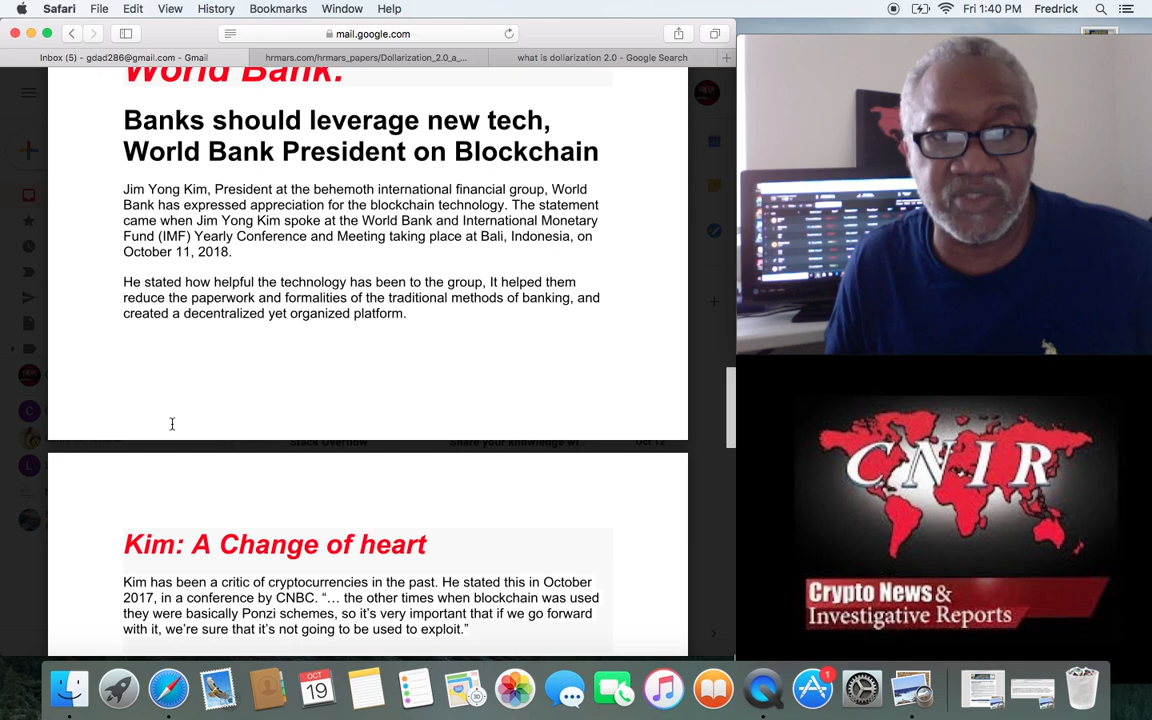 Safari File Edit View History Bookmarks Window Help
Fri 1:40 PM Fredrick
mail.google.com
Inbox (5) - gdad286@gmail.com - Gmail
hrmars.com/hrmars_papers/Dollarization_2.0_a_...
what is dollarization 2.0 - Google Search
World Bank:
Banks should leverage new tech,
World Bank President on Blockchain
Jim Yong Kim, President at the behemoth international financial group, World
Bank has expressed appreciation for the blockchain technology. The statement
came when Jim Yong Kim spoke at the World Bank and International Monetary
Fund (IMF) Yearly Conference and Meeting taking place at Bali, Indonesia, on
October 11, 2018.
He stated how helpful the technology has been to the group, It helped them
reduce the paperwork and formalities of the traditional methods of banking, and
created a decentralized yet organized platform.
Stack Overflow
Share your knowledge wi...
Oct 12
Kim: A Change of heart
Kim has been a critic of cryptocurrencies in the past. He stated this in October
2017, in a conference by CNBC. “… the other times when blockchain was used
they were basically Ponzi schemes, so it’s very important that if we go forward
with it, we’re sure that it’s not going to be used to exploit.”
CNIR
Crypto News &
Investigative Reports
C
L
OCT
19
1